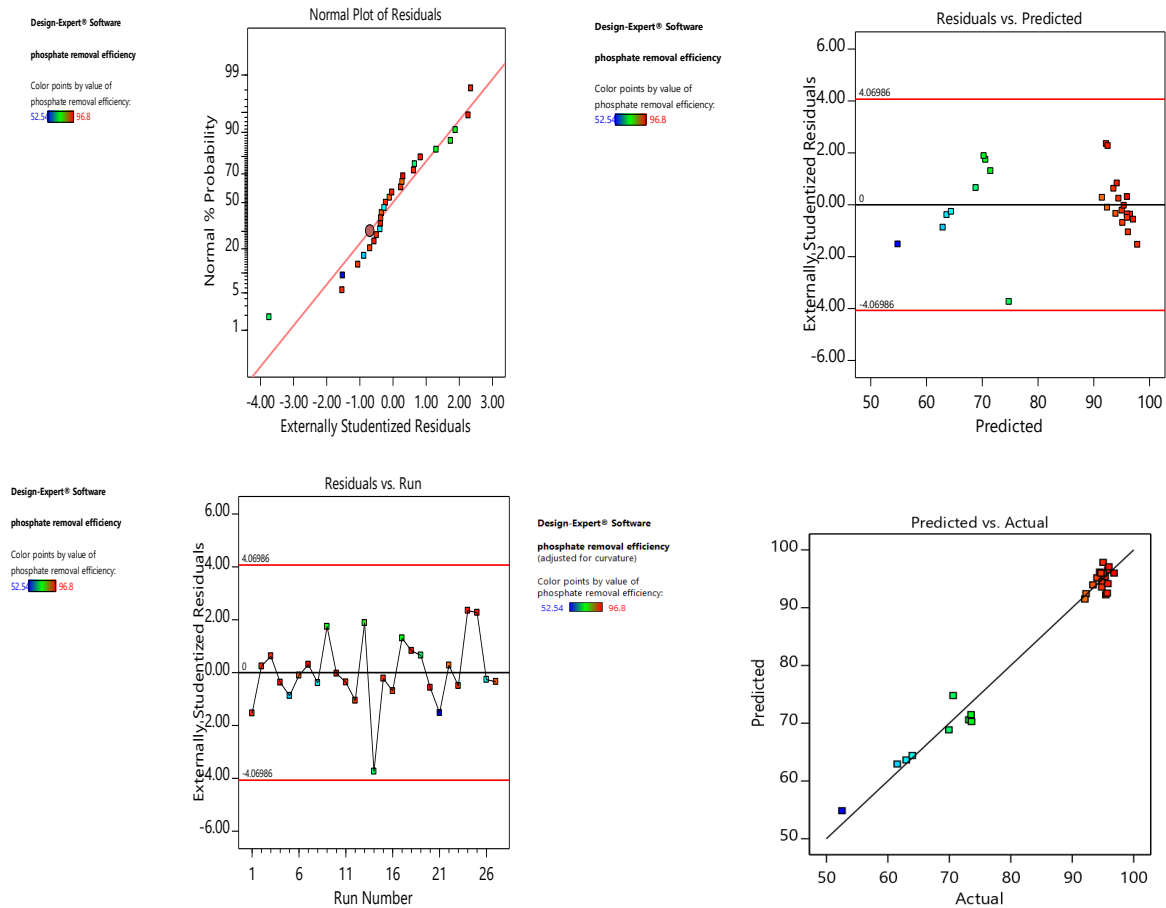 Normal Plot of Residuals
Design-Expert® Software
phosphate removal efficiency
Color points by value of
phosphate removal efficiency:
52.54 96.8
Normal % Probability
99
90
70
50
20
5
1
-4.00 -3.00 -2.00 -1.00 0.00 1.00 2.00 3.00
Externally Studentized Residuals
Residuals vs. Predicted
Design-Expert® Software
phosphate removal efficiency
Color points by value of
phosphate removal efficiency:
52.54 96.8
Externally Studentized Residuals
6.00
4.00
2.00
0.00
-2.00
-4.00
-6.00
4.06986
0
-4.06986
50 60 70 80 90 100
Predicted
Residuals vs. Run
Design-Expert® Software
phosphate removal efficiency
Color points by value of
phosphate removal efficiency:
52.54 96.8
Externally Studentized Residuals
6.00
4.00
2.00
0.00
-2.00
-4.00
-6.00
4.06986
0
-4.06986
1 6 11 16 21 26
Run Number
Predicted vs. Actual
Design-Expert® Software
phosphate removal efficiency
(adjusted for curvature)
Color points by value of
phosphate removal efficiency:
52.54 96.8
Predicted
100
90
80
70
60
50
50 60 70 80 90 100
Actual